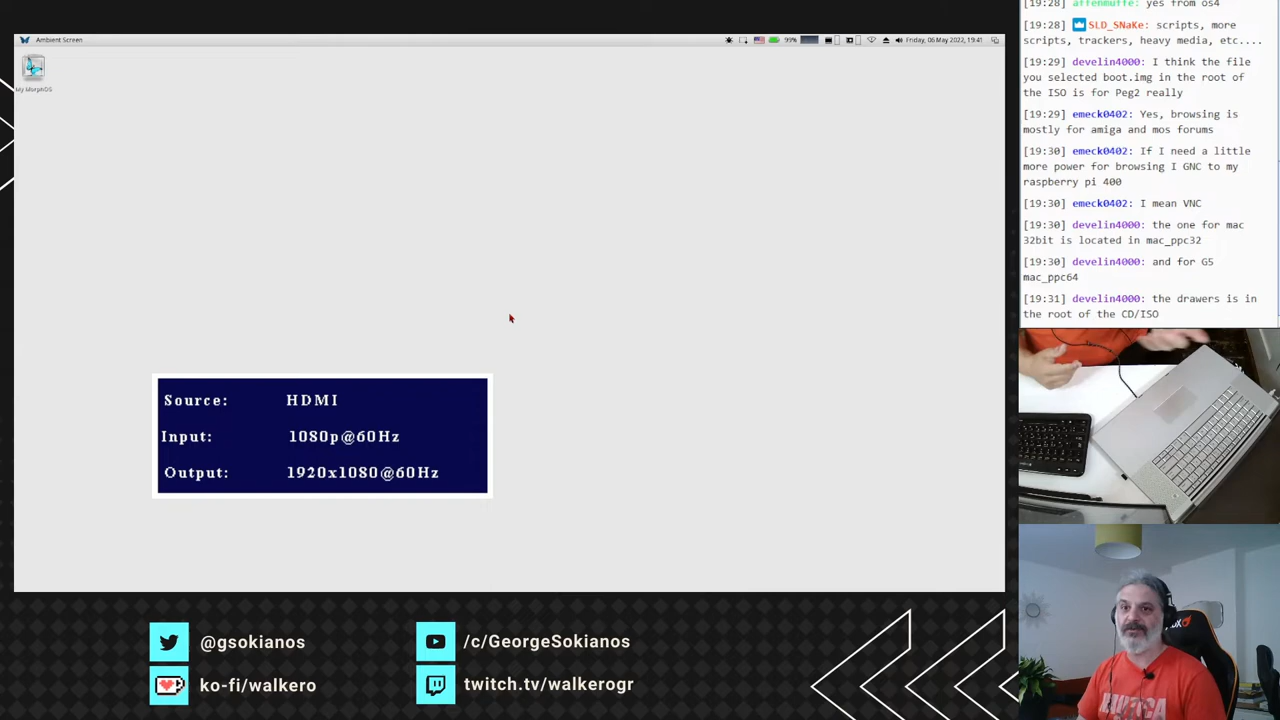 Ambient Screen
99%
Friday, 06 May 2022, 19:41
My MorphOS
Source: HDMI
Input: 1080p@60Hz
Output: 1920x1080@60Hz
[19:28] affenmuffe: yes from os4
[19:28] SLD_SNaKe: scripts, more
scripts, trackers, heavy media, etc....
[19:29] develin4000: I think the file
you selected boot.img in the root of
the ISO is for Peg2 really
[19:29] emeck0402: Yes, browsing is
mostly for amiga and mos forums
[19:30] emeck0402: If I need a little
more power for browsing I GNC to my
raspberry pi 400
[19:30] emeck0402: I mean VNC
[19:30] develin4000: the one for mac
32bit is located in mac_ppc32
[19:30] develin4000: and for G5
mac_ppc64
[19:31] develin4000: the drawers is in
the root of the CD/ISO
@gsokianos
/c/GeorgeSokianos
ko-fi/walkero
twitch.tv/walkerogr